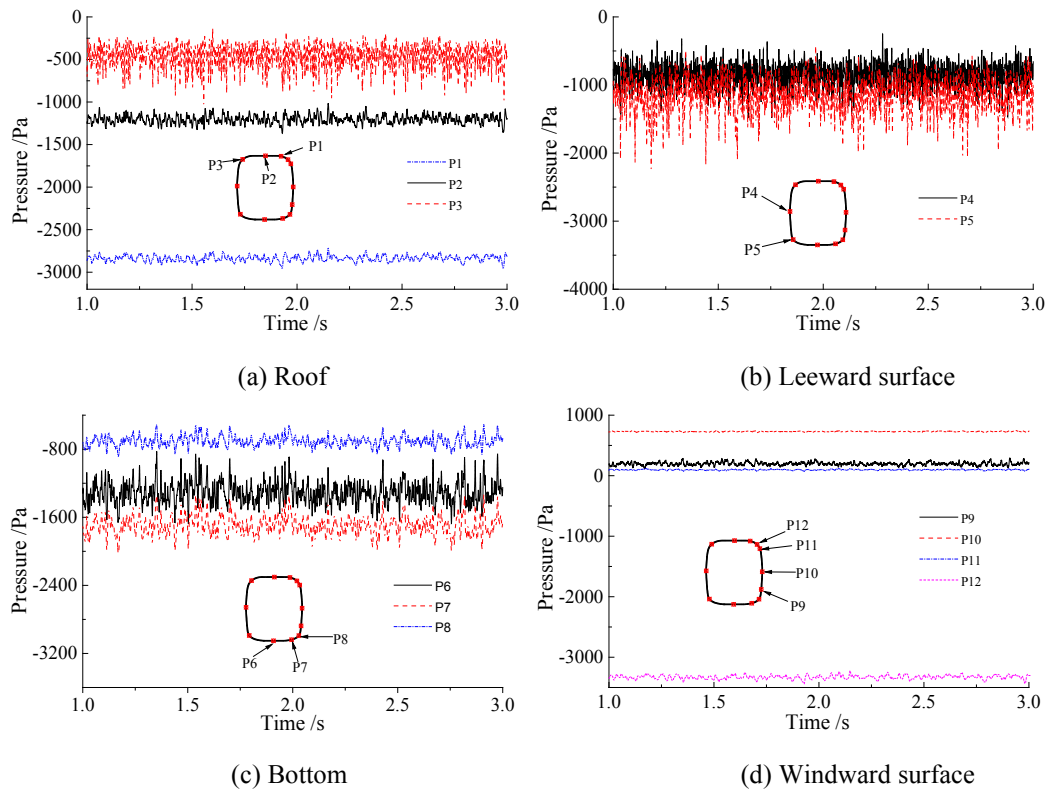 0
-500
-1000
-1500
-2000
-2500
-3000
Pressure /Pa
P3
P2
P1
P1
P2
P3
1.0
1.5
2.0
2.5
3.0
Time /s
(a) Roof
0
-1000
-2000
-3000
-4000
Pressure /Pa
P4
P5
P4
P5
1.0
1.5
2.0
2.5
3.0
Time /s
(b) Leeward surface
-800
-1600
-2400
-3200
Pressure /Pa
P6
P7
P8
P6
P7
P8
1.0
1.5
2.0
2.5
3.0
Time /s
(c) Bottom
1000
0
-1000
-2000
-3000
Pressure /Pa
P12
P11
P10
P9
P9
P10
P11
P12
1.0
1.5
2.0
2.5
3.0
Time /s
(d) Windward surface